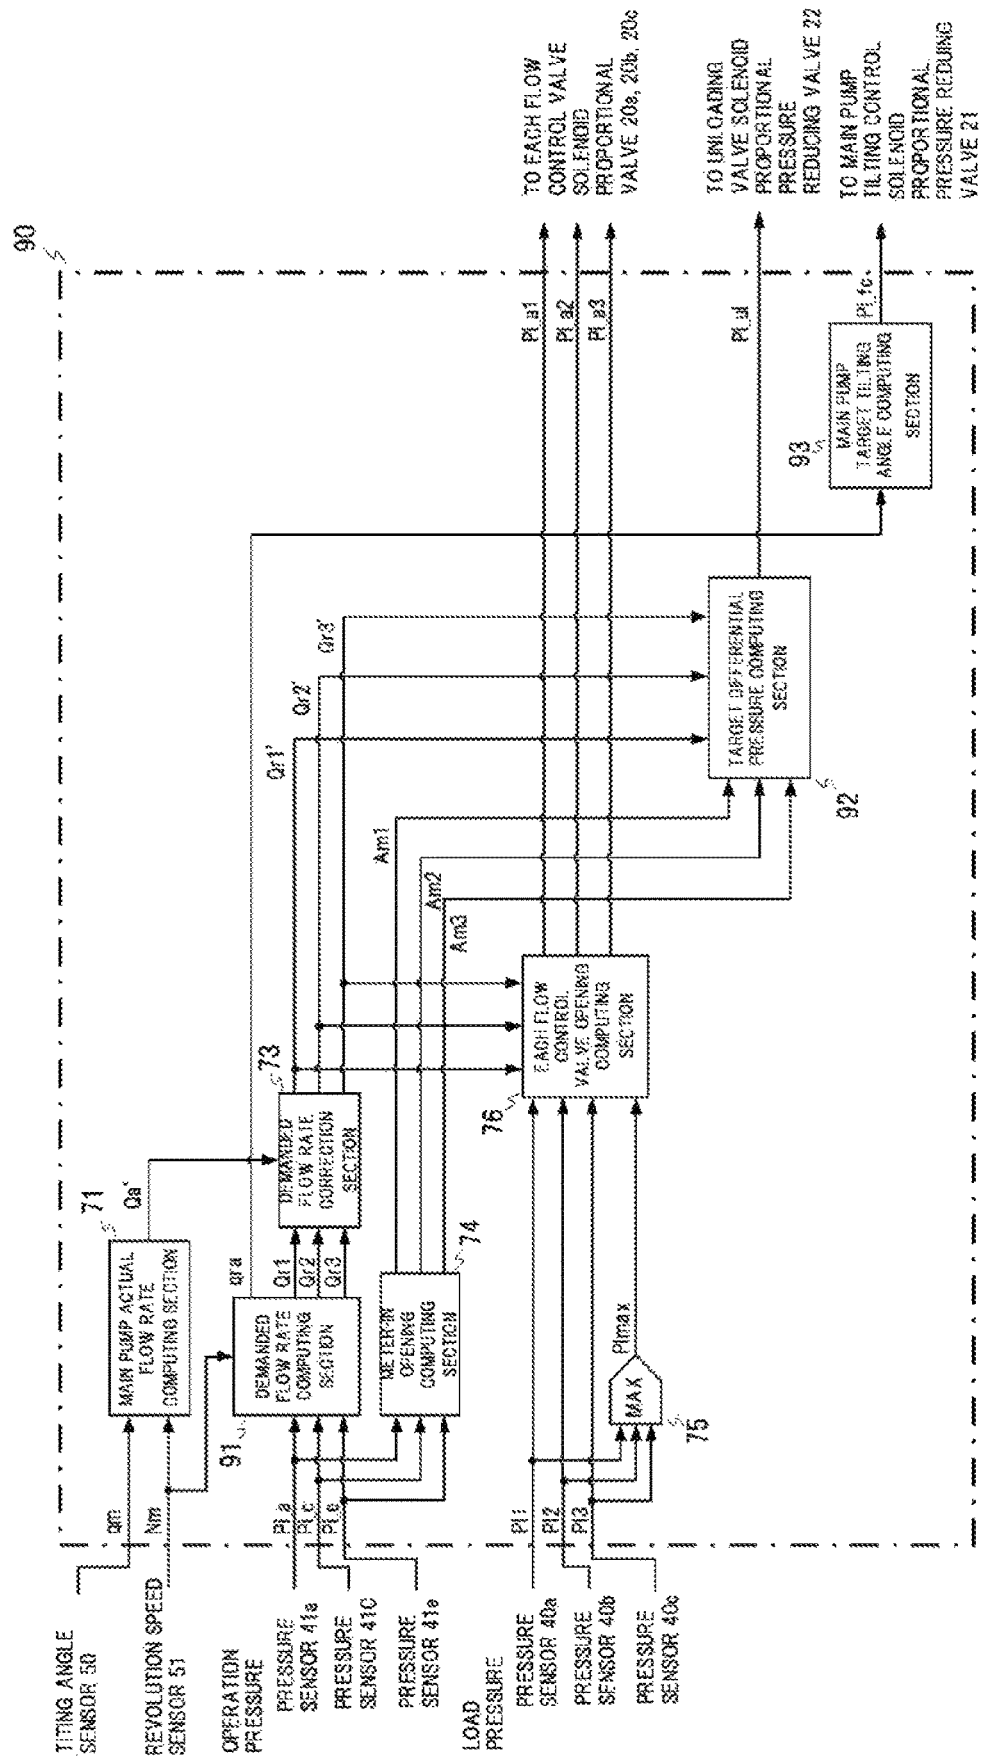 90
TITING ANGLE
SENSOR 50
REVOLUTION SPEED
SENSOR 51
OPERATION
PRESSURE
PRESSURE
SENSOR 41a
PRESSURE
SENSOR 41C
PRESSURE
SENSOR 41e
LOAD
PRESSURE
PRESSURE
SENSOR 40a
PRESSURE
SENSOR 40b
PRESSURE
SENSOR 40c
qm
Nm
Pi_a
Pi_c
Pi_e
Pl1
Pl2
Pl3
71
MAIN PUMP ACTUAL
FLOW RATE
COMPUTING SECTION
Qa'
91
DEMANDED
FLOW RATE
COMPUTING
SECTION
qra
Qr1
Qr2
Qr3
73
DEMANDED
FLOW RATE
CORRECTION
SECTION
74
METER-IN
OPENING
COMPUTING
SECTION
75
MAX
Plmax
76
EACH FLOW
CONTROL
VALVE OPENING
COMPUTING
SECTION
Am1
Am2
Am3
Qr1'
Qr2'
Qr3'
92
TARGET DIFFERENTIAL
PRESSURE COMPUTING
SECTION
93
MAIN PUMP
TARGET TILTING
ANGLE COMPUTING
SECTION
Pi_a1
Pi_a2
Pi_a3
Pi_ul
Pi_fc
TO EACH FLOW
CONTROL VALVE
SOLENOID
PROPORTIONAL
VALVE 20a, 20b, 20c
TO UNLOADING
VALVE SOLENOID
PROPORTIONAL
PRESSURE
REDUCING VALVE 22
TO MAIN PUMP
TILTING CONTROL
SOLENOID
PROPORTIONAL
PRESSURE REDUING
VALVE 21